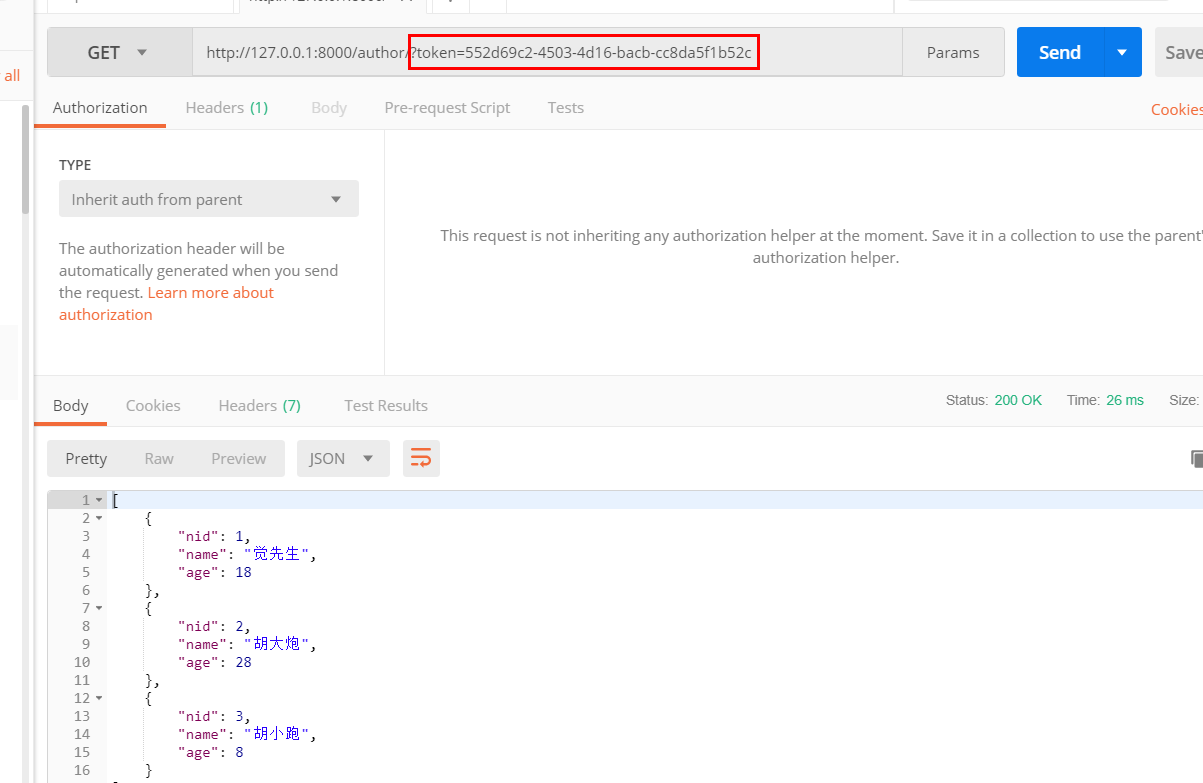 GET http://127.0.0.1:8000/author/?token=552d69c2-4503-4d16-bacb-cc8da5f1b52c Params Send Save
all
Authorization Headers (1) Body Pre-request Script Tests Cookies
TYPE
Inherit auth from parent
The authorization header will be
automatically generated when you send
the request. Learn more about
authorization
This request is not inheriting any authorization helper at the moment. Save it in a collection to use the parent'
authorization helper.
Body Cookies Headers (7) Test Results Status: 200 OK Time: 26 ms Size:
Pretty Raw Preview JSON
1 [
2 {
3 "nid": 1,
4 "name": "觉先生",
5 "age": 18
6 },
7 {
8 "nid": 2,
9 "name": "胡大炮",
10 "age": 28
11 },
12 {
13 "nid": 3,
14 "name": "胡小跑",
15 "age": 8
16 }